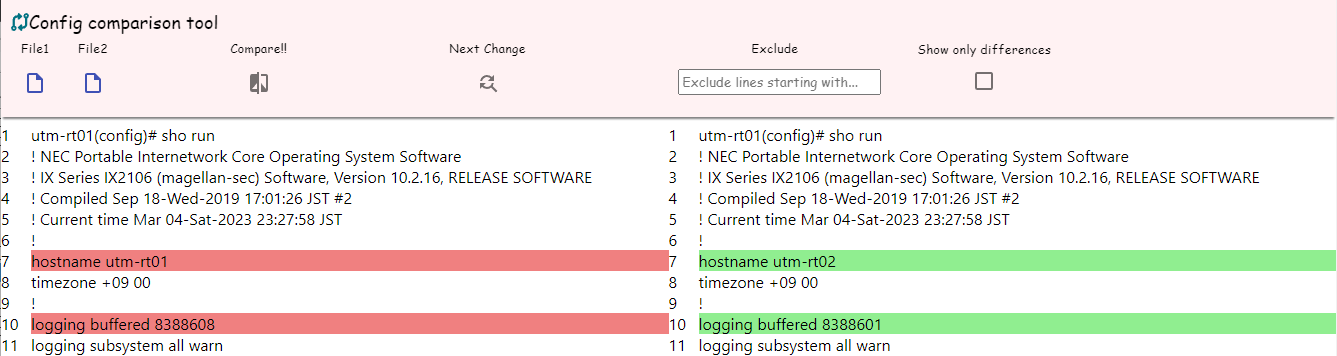 Config comparison tool
File1 File2 Compare!! Next Change Exclude Show only differences
Exclude lines starting with...
1 utm-rt01(config)# sho run
2 ! NEC Portable Internetwork Core Operating System Software
3 ! IX Series IX2106 (magellan-sec) Software, Version 10.2.16, RELEASE SOFTWARE
4 ! Compiled Sep 18-Wed-2019 17:01:26 JST #2
5 ! Current time Mar 04-Sat-2023 23:27:58 JST
6 !
7 hostname utm-rt01
8 timezone +09 00
9 !
10 logging buffered 8388608
11 logging subsystem all warn
1 utm-rt01(config)# sho run
2 ! NEC Portable Internetwork Core Operating System Software
3 ! IX Series IX2106 (magellan-sec) Software, Version 10.2.16, RELEASE SOFTWARE
4 ! Compiled Sep 18-Wed-2019 17:01:26 JST #2
5 ! Current time Mar 04-Sat-2023 23:27:58 JST
6 !
7 hostname utm-rt02
8 timezone +09 00
9 !
10 logging buffered 8388601
11 logging subsystem all warn